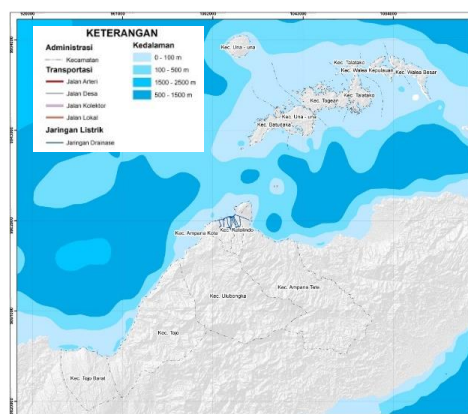 KETERANGAN
Administrasi
Kecamatan
Transportasi
Jalan Arteri
Jalan Desa
Jalan Kolektor
Jalan Lokal
Jaringan Listrik
Jaringan Drainase
Kedalaman
0 - 100 m
100 - 500 m
1500 - 2500 m
500 - 1500 m
Kec. Una - una
Kec. Talatako
Kec. Walea Kepulauan
Kec. Walea Besar
Kec. Talatako
Kec. Togean
Kec. Una - una
Kec. Batudaka
Kec. Ampana Kota
Kec. Ratolindo
Kec. Ampana Tete
Kec. Ulubongka
Kec. Tojo
Kec. Tojo Barat